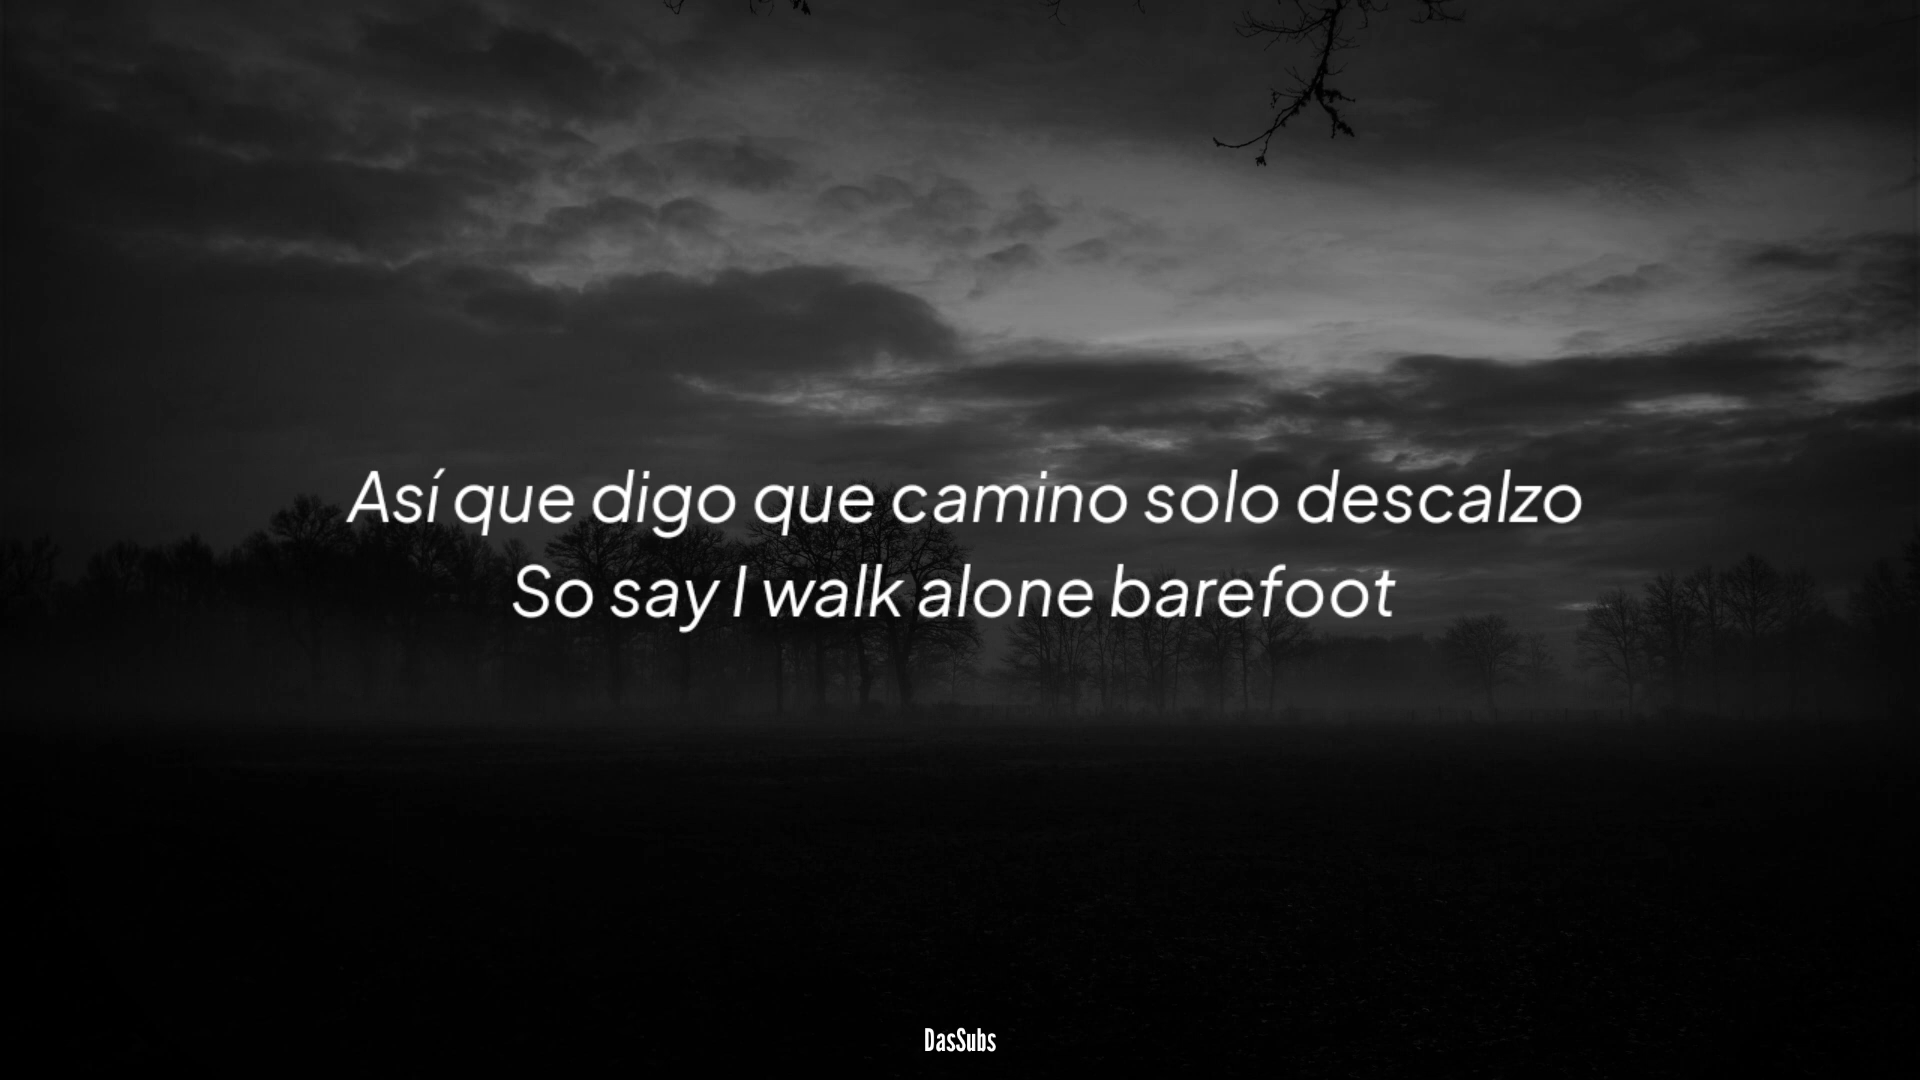 Así que digo que camino solo descalzo
So say I walk alone barefoot
DasSubs